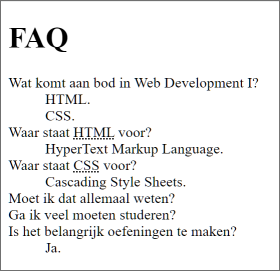 FAQ
Wat komt aan bod in Web Development I?
HTML.
CSS.
Waar staat HTML voor?
HyperText Markup Language.
Waar staat CSS voor?
Cascading Style Sheets.
Moet ik dat allemaal weten?
Ga ik veel moeten studeren?
Is het belangrijk oefeningen te maken?
Ja.